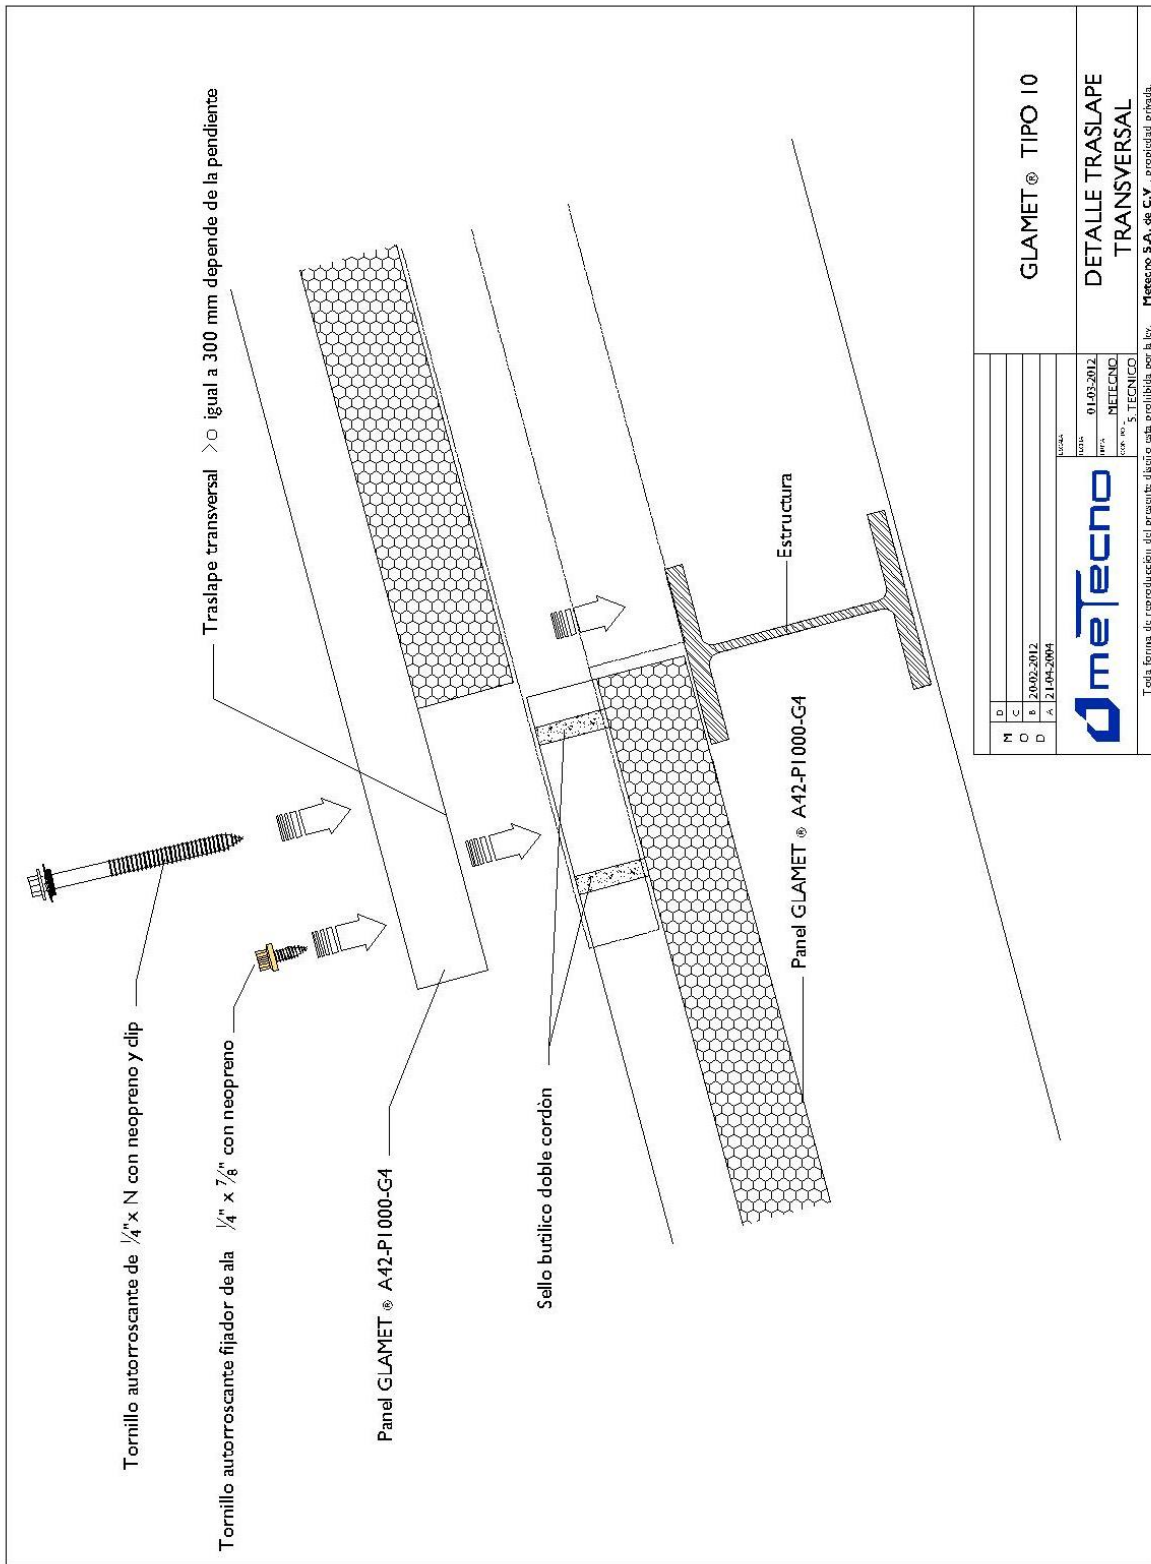 Tornillo autorroscante de ¼"x N con neopreno y clip
Tornillo autorroscante fijador de ala ¼" x ⅞" con neopreno
Traslape transversal >o igual a 300 mm depende de la pendiente
Panel GLAMET ® A42-P1000-G4
Sello butilico doble cordòn
Panel GLAMET ® A42-P1000-G4
Estructura
M
O
D
D
C
B 20-02-2012
A 21-04-2004
GLAMET ® TIPO 10
meTecno
01-03-2012
METECNO
S. TECNICO
DETALLE TRASLAPE
TRANSVERSAL
Toda forma de reproducciòn del presente diseño esta prohibida por la ley. Metecno S.A. de C.V. propiedad privada.